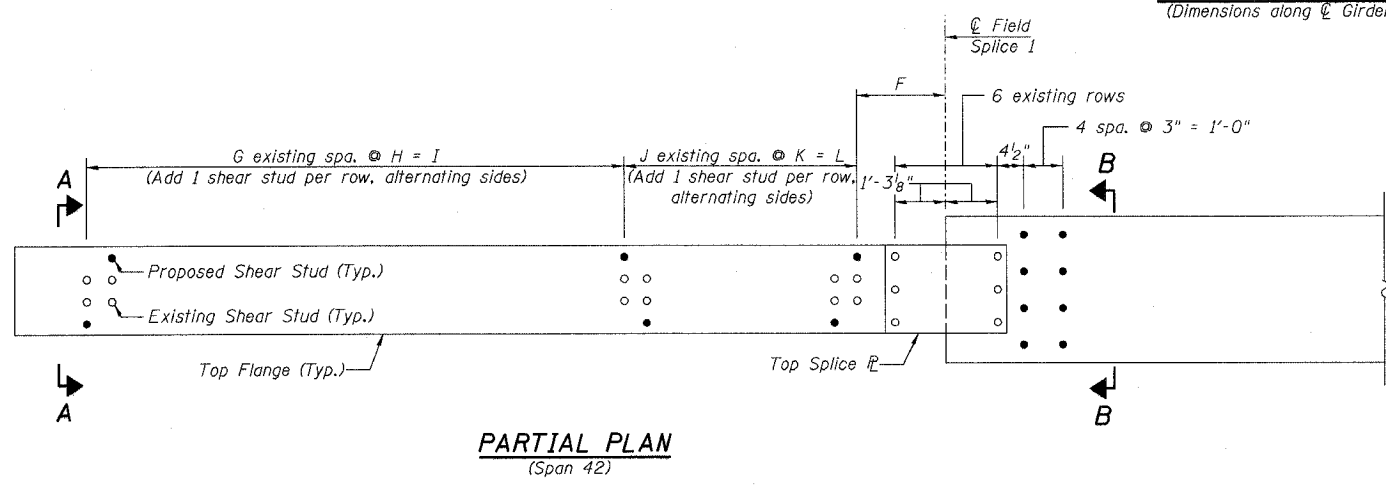 (Dimensions along ℄ Girder
℄ Field
Splice 1
F
6 existing rows
4 spa. @ 3" = 1'-0"
G existing spa. @ H = I
(Add 1 shear stud per row, alternating sides)
J existing spa. @ K = L
(Add 1 shear stud per row,
alternating sides)
4½"
1'-3⅛"
A
B
Proposed Shear Stud (Typ.)
Existing Shear Stud (Typ.)
Top Flange (Typ.)
Top Splice ⅊
A
B
PARTIAL PLAN
(Span 42)